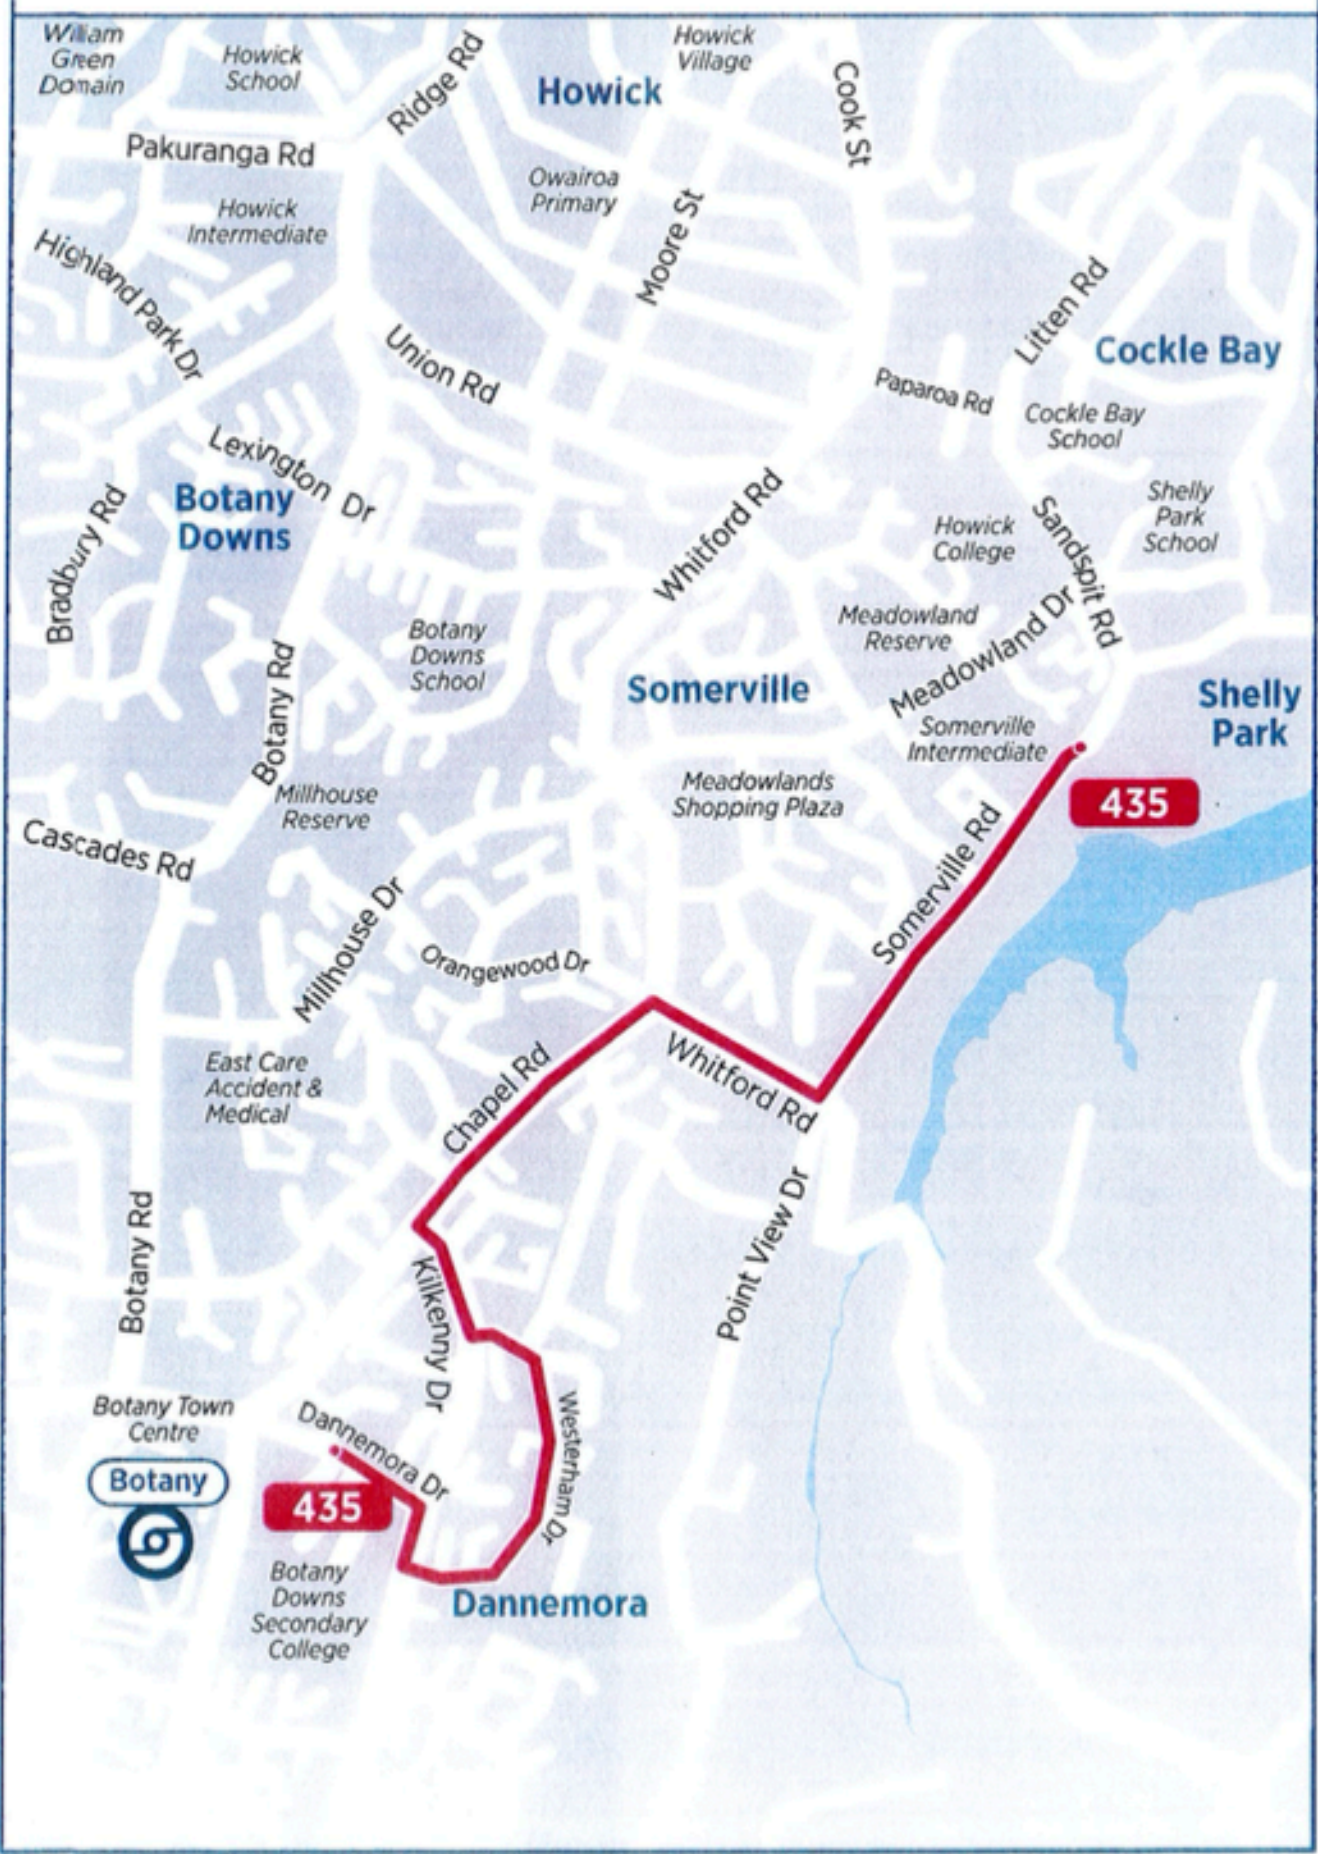 William
Green
Domain
Howick
School
Ridge Rd
Howick
Howick
Village
Cook St
Pakuranga Rd
Owairoa
Primary
Howick
Intermediate
Moore St
Highland Park Dr
Litten Rd
Union Rd
Cockle Bay
Paparoa Rd
Cockle Bay
School
Lexington Dr
Botany
Downs
Bradbury Rd
Whitford Rd
Shelly
Park
School
Howick
College
Sandspit Rd
Meadowland
Reserve
Meadowland Dr
Botany
Downs
School
Botany Rd
Somerville
Shelly
Park
Somerville
Intermediate
Millhouse
Reserve
Meadowlands
Shopping Plaza
435
Cascades Rd
Somerville Rd
Millhouse Dr
Orangewood Dr
East Care
Accident &
Medical
Chapel Rd
Whitford Rd
Botany Rd
Point View Dr
Kilkenny Dr
Botany Town
Centre
Dannemora Dr
Westerham Dr
Botany
435
Botany
Downs
Secondary
College
Dannemora